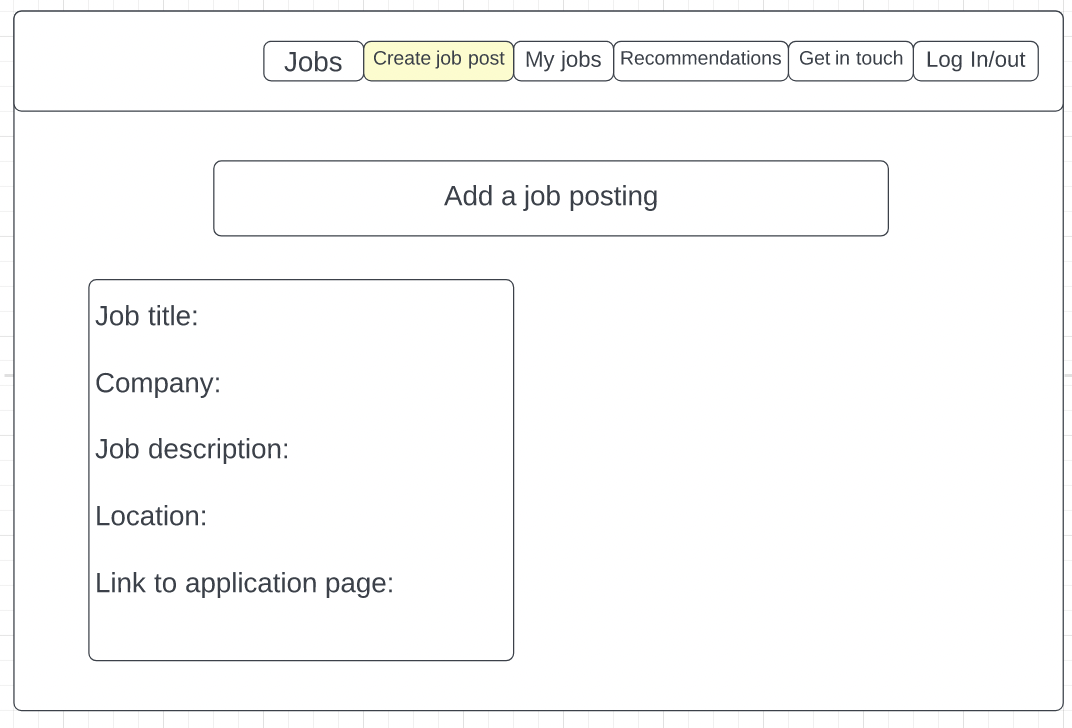 Jobs Create job post My jobs Recommendations Get in touch Log In/out
Add a job posting
Job title:
Company:
Job description:
Location:
Link to application page: